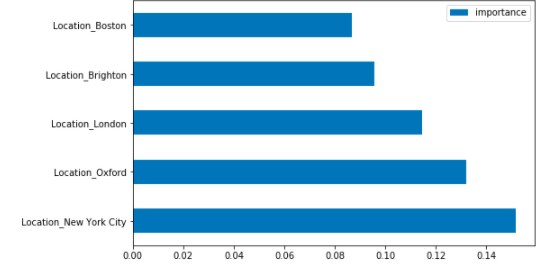 importance
Location_Boston
Location_Brighton
Location_London
Location_Oxford
Location_New York City
0.00 0.02 0.04 0.06 0.08 0.10 0.12 0.14